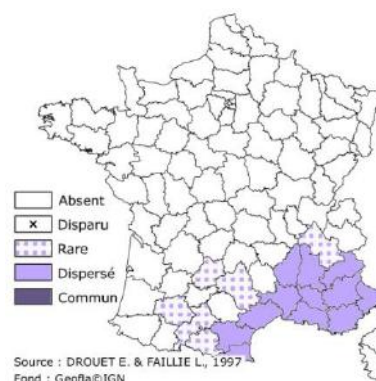 Absent
x Disparu
Rare
Dispersé
Commun
Source : DROUET E. & FAILLIE L., 1997
Fond : Geofla©IGN